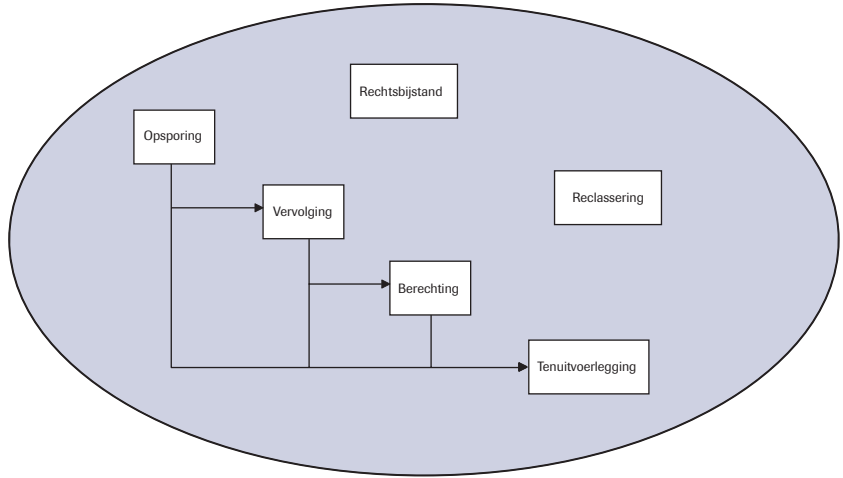 Rechtsbijstand
Opsporing
Reclassering
Vervolging
Berechting
Tenuitvoerlegging